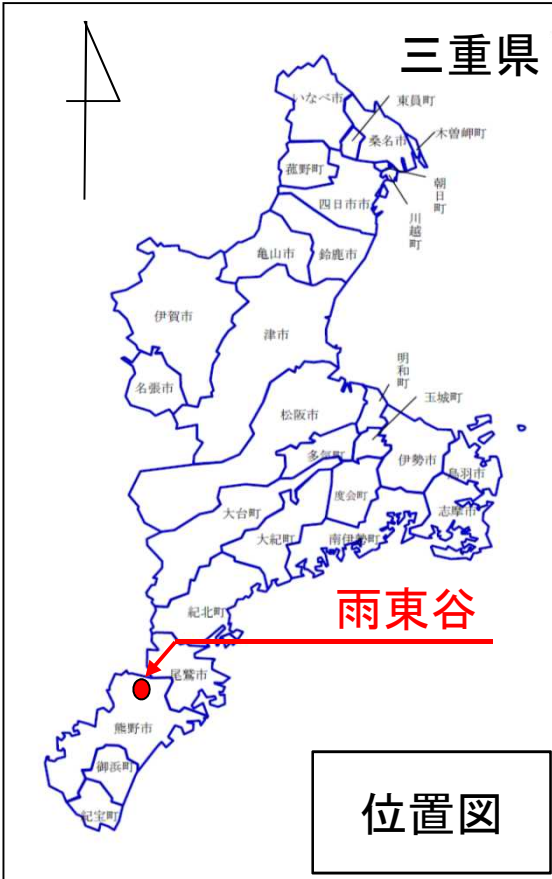 三重県
いなべ市
東員町
桑名市
木曽岬町
菰野町
朝日町
四日市市
川越町
亀山市
鈴鹿市
伊賀市
津市
名張市
明和町
玉城町
松阪市
多気町
伊勢市
鳥羽市
度会町
志摩市
大台町
大紀町
南伊勢町
紀北町
雨東谷
尾鷲市
熊野市
御浜町
紀宝町
位置図